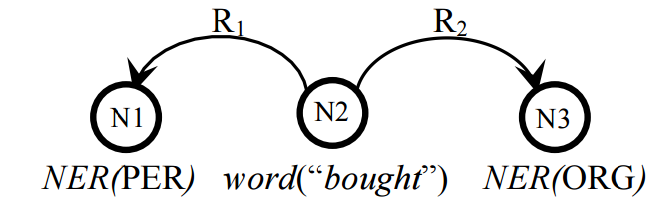 R1 R2
N1 N2 N3
NER(PER) word(“bought”) NER(ORG)